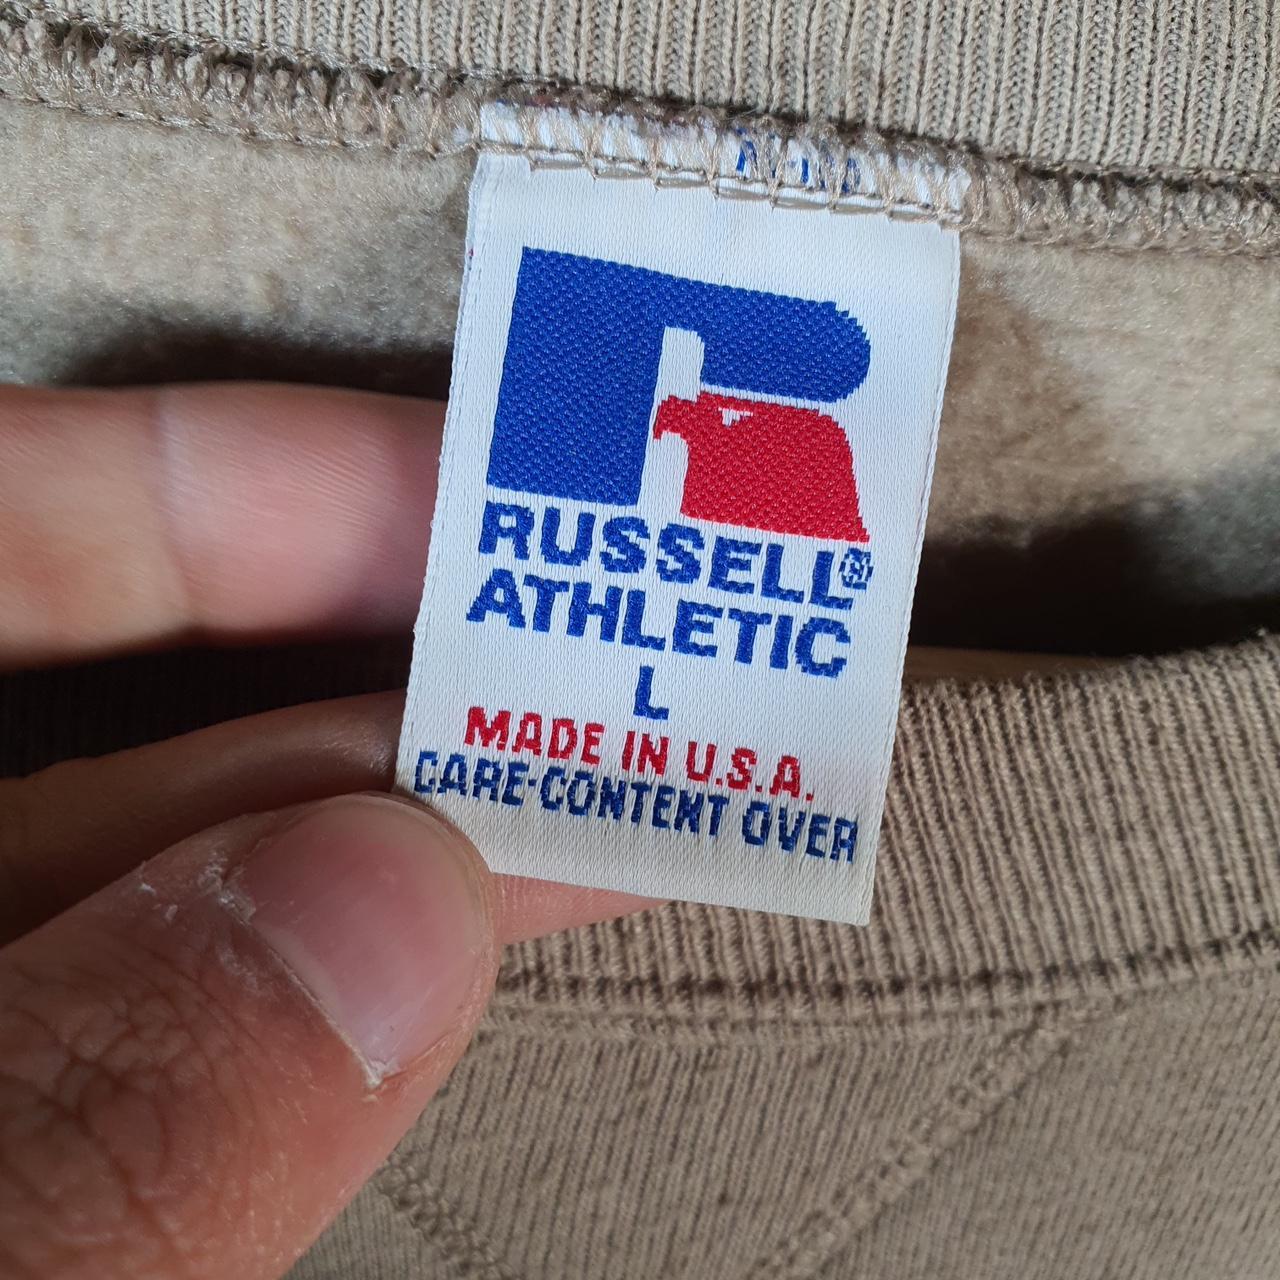 RUSSELL®
ATHLETIC
L
MADE IN U.S.A.
CARE-CONTENT OVER